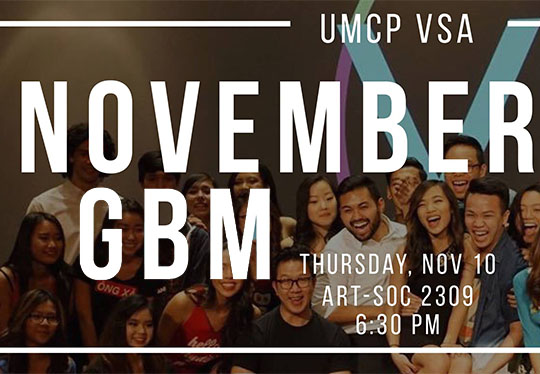 UMCP VSA
NOVEMBER
GBM
THURSDAY, NOV 10
ART-SOC 2309
6:30 PM